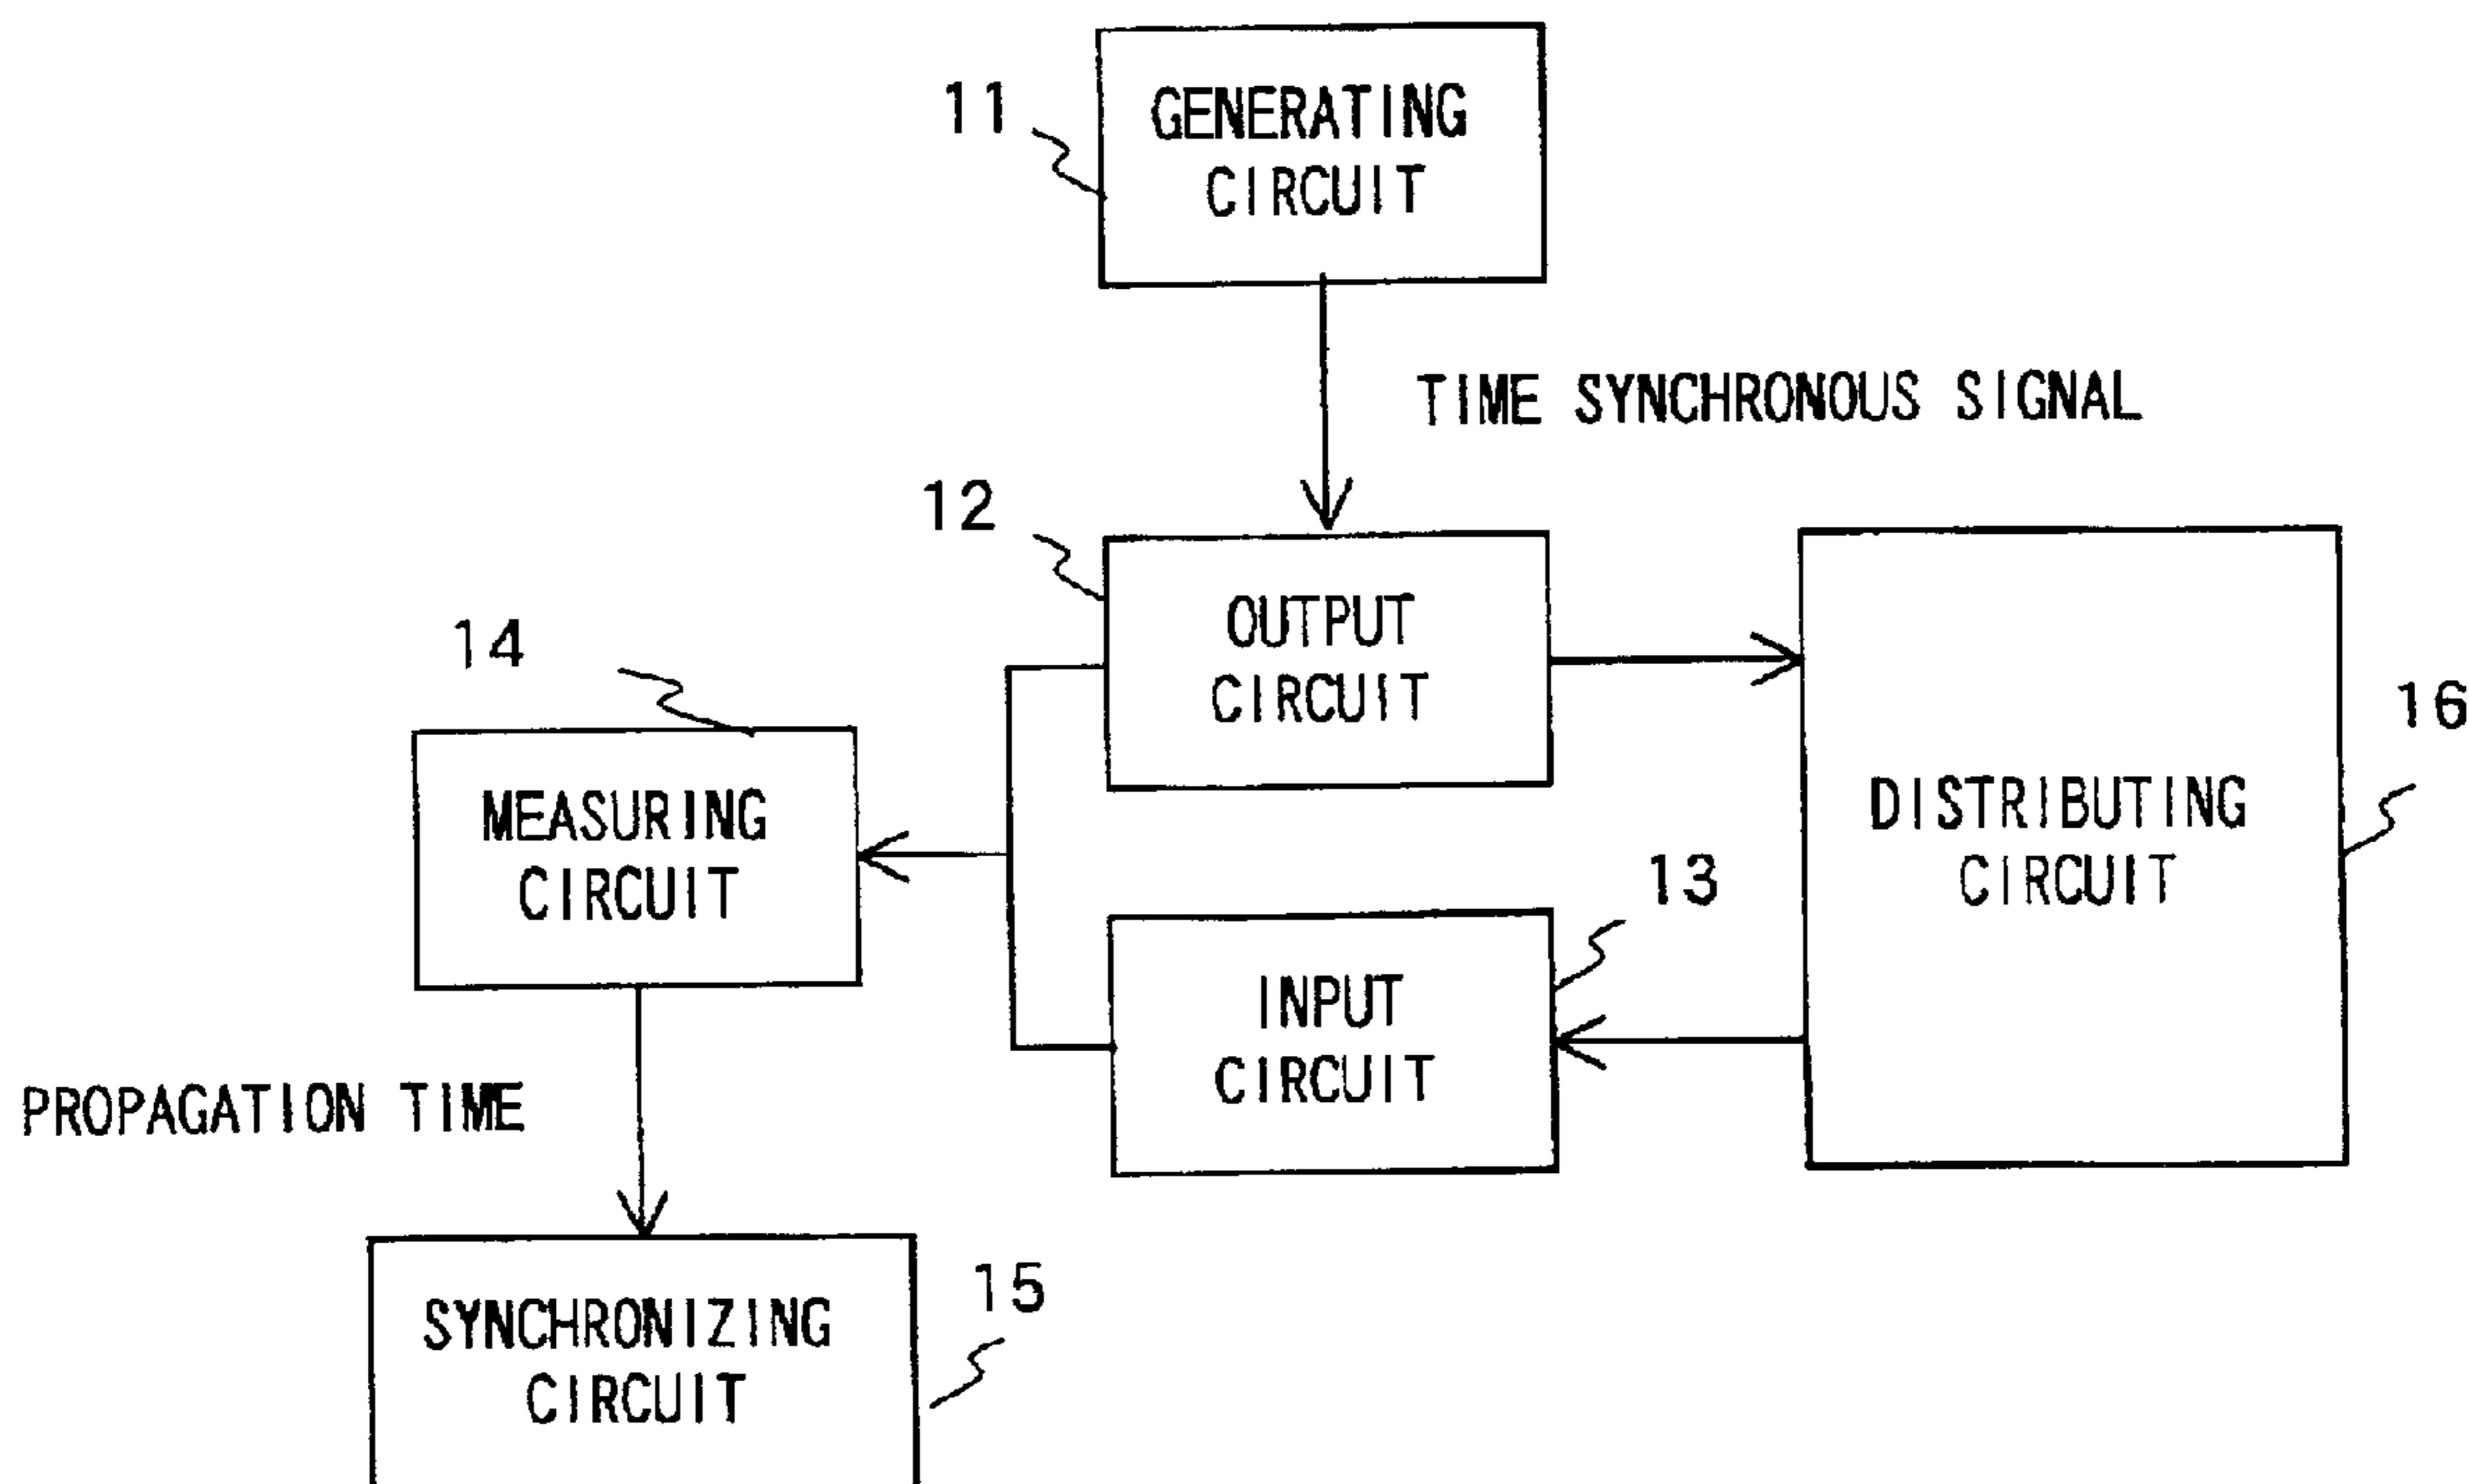 11
GENERATING
CIRCUIT
TIME SYNCHRONOUS SIGNAL
12
OUTPUT
CIRCUIT
14
16
MEASURING
CIRCUIT
DISTRIBUTING
CIRCUIT
13
INPUT
CIRCUIT
PROPAGATION TIME
15
SYNCHRONIZING
CIRCUIT